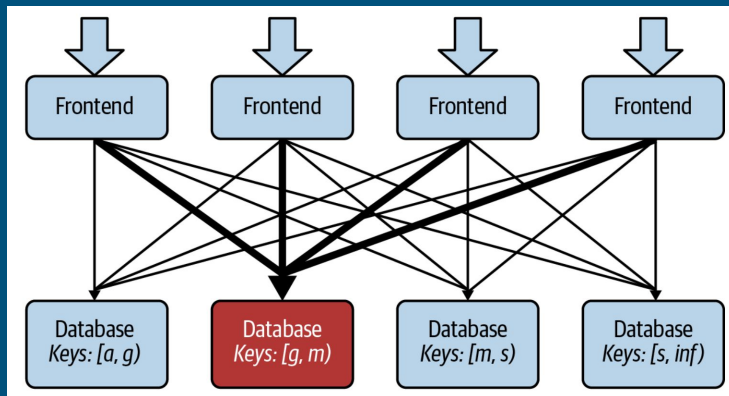 Frontend
Frontend
Frontend
Frontend
Database
Keys: [a, g)
Database
Keys: [g, m)
Database
Keys: [m, s)
Database
Keys: [s, inf)